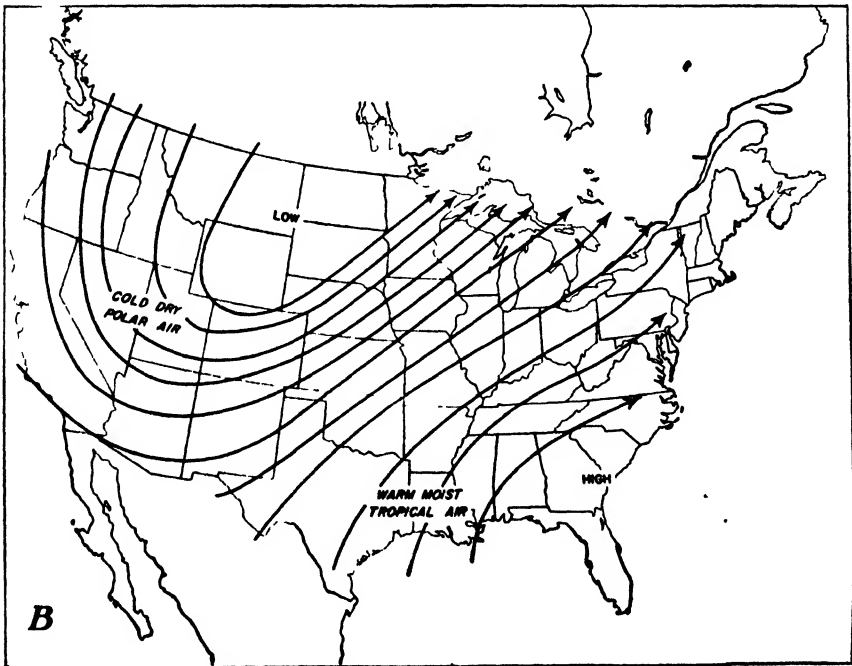 LOW
COLD DRY
POLAR AIR
HIGH
WARM MOIST
TROPICAL AIR
B